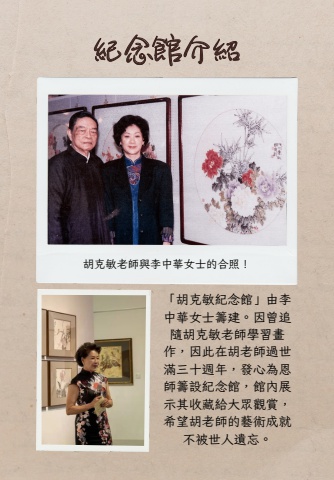 紀念館介紹
胡克敏老師與李中華女士的合照！
「胡克敏紀念館」由李
中華女士籌建。因曾追
隨胡克敏老師學習畫
作，因此在胡老師過世
滿三十週年，發心為恩
師籌設紀念館，館內展
示其收藏給大眾觀賞，
希望胡老師的藝術成就
不被世人遺忘。